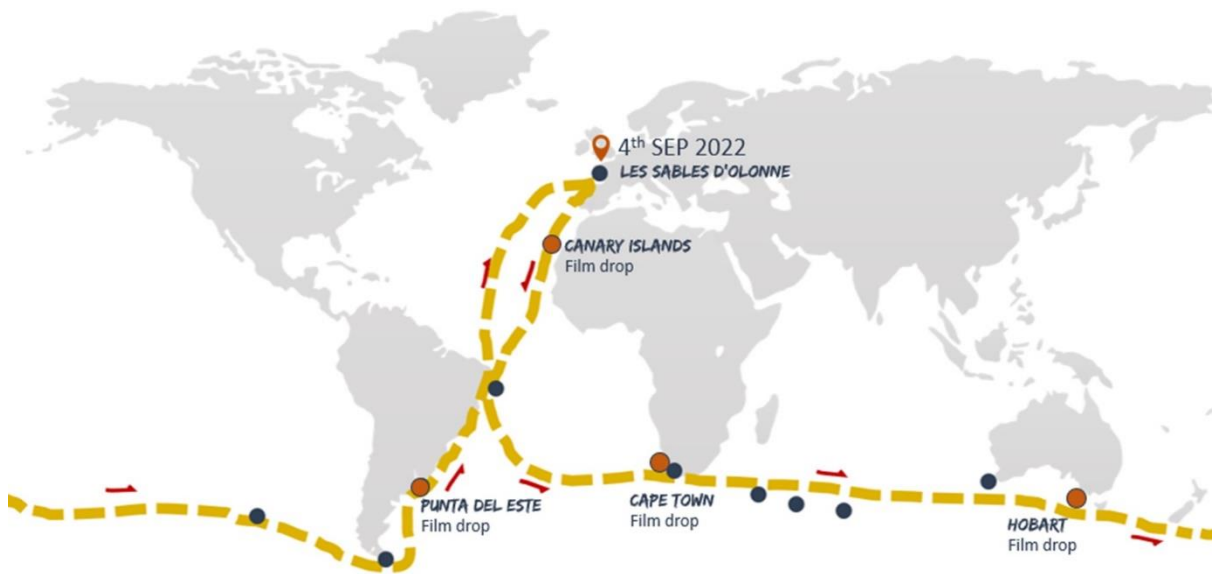 4th SEP 2022
LES SABLES D'OLONNE
CANARY ISLANDS
Film drop
PUNTA DEL ESTE
Film drop
CAPE TOWN
Film drop
HOBART
Film drop